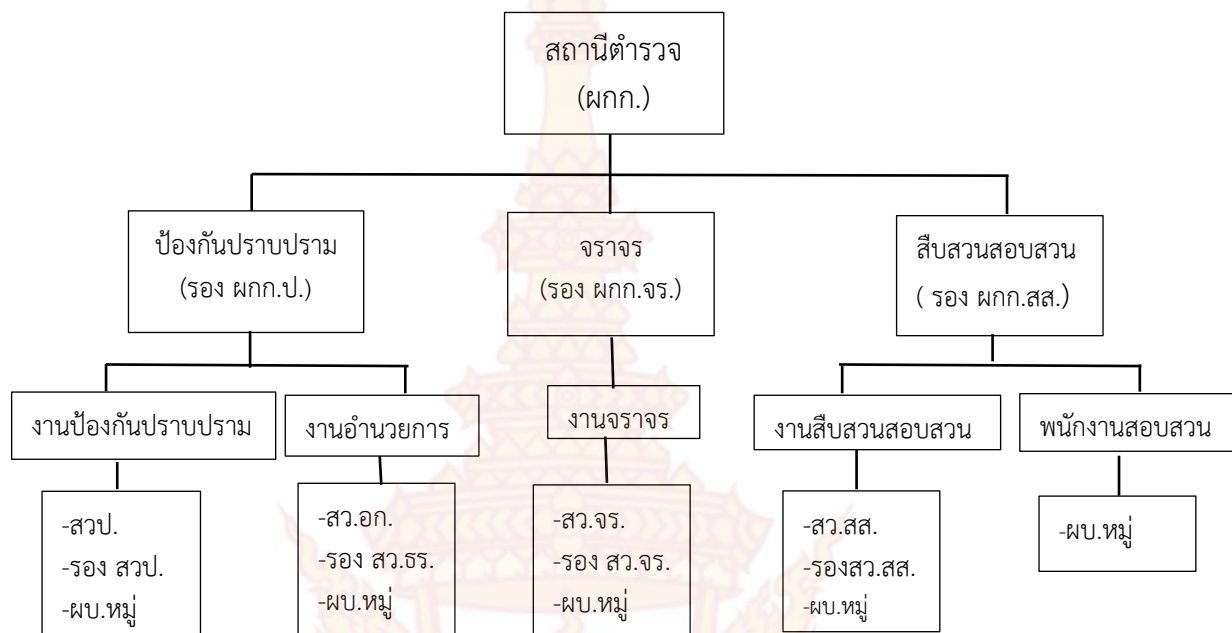 สถานีตำรวจ
(ผกก.)
ป้องกันปราบปราม
(รอง ผกก.ป.)
จราจร
(รอง ผกก.จร.)
สืบสวนสอบสวน
( รอง ผกก.สส.)
งานป้องกันปราบปราม
งานอำนวยการ
งานจราจร
งานสืบสวนสอบสวน
พนักงานสอบสวน
-สวป.
-รอง สวป.
-ผบ.หมู่
-สว.อก.
-รอง สว.ธร.
-ผบ.หมู่
-สว.จร.
-รอง สว.จร.
-ผบ.หมู่
-สว.สส.
-รองสว.สส.
-ผบ.หมู่
-ผบ.หมู่